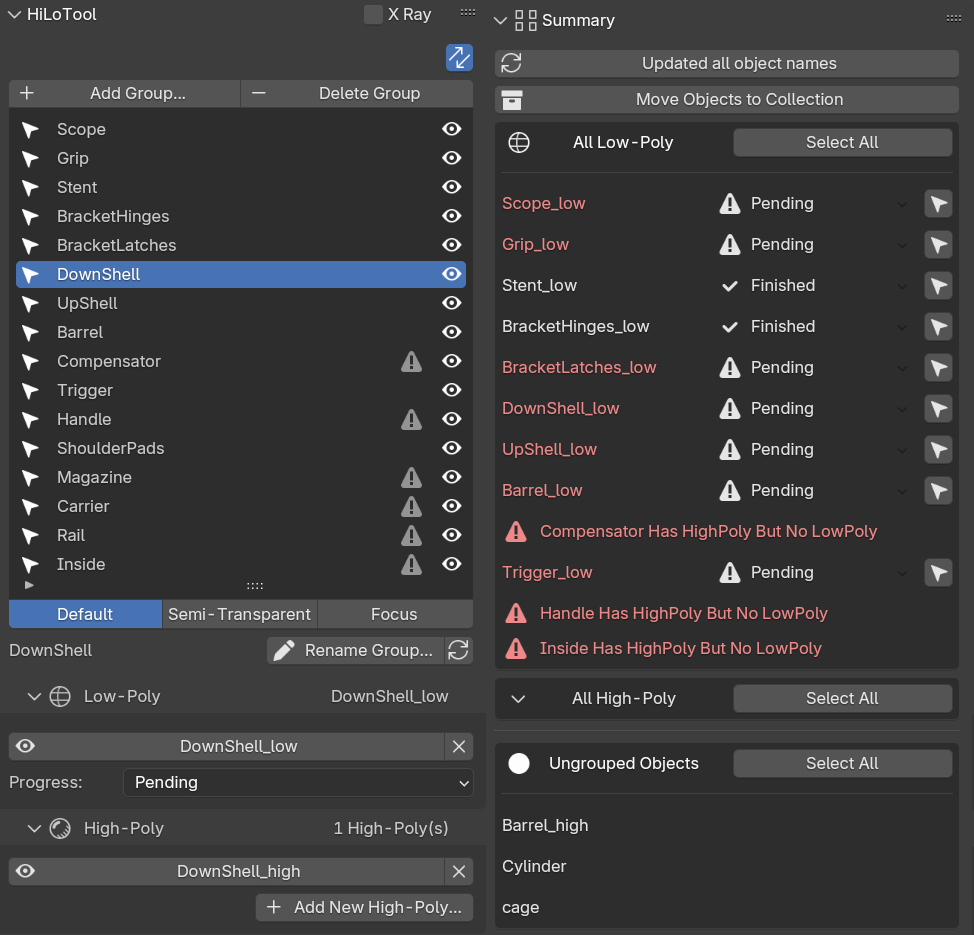 HiLoTool
X Ray
Add Group...
Delete Group
Scope
Grip
Stent
BracketHinges
BracketLatches
DownShell
UpShell
Barrel
Compensator
Trigger
Handle
ShoulderPads
Magazine
Carrier
Rail
Inside
Default
Semi-Transparent
Focus
DownShell
Rename Group...
Low-Poly
DownShell_low
DownShell_low
Progress:
Pending
High-Poly
1 High-Poly(s)
DownShell_high
Add New High-Poly...
Summary
Updated all object names
Move Objects to Collection
All Low-Poly
Select All
Scope_low
Pending
Grip_low
Pending
Stent_low
Finished
BracketHinges_low
Finished
BracketLatches_low
Pending
DownShell_low
Pending
UpShell_low
Pending
Barrel_low
Pending
Compensator Has HighPoly But No LowPoly
Trigger_low
Pending
Handle Has HighPoly But No LowPoly
Inside Has HighPoly But No LowPoly
All High-Poly
Select All
Ungrouped Objects
Select All
Barrel_high
Cylinder
cage